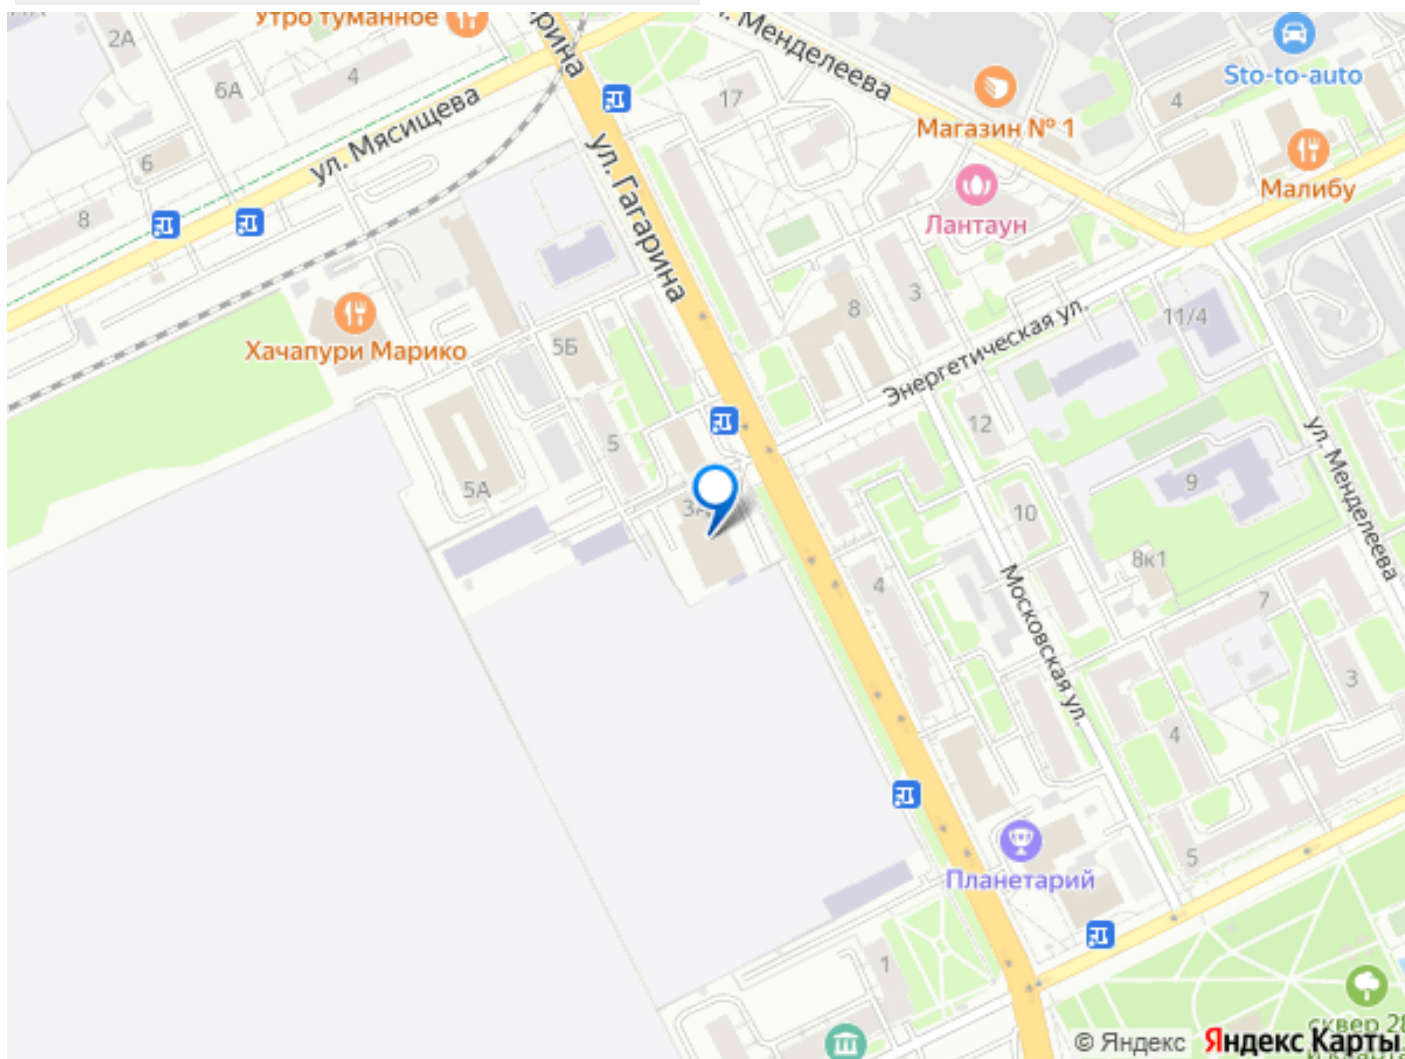 Утро туманное
2А
4
6А
ул. Мясищева
6
8
17
ул. Гагарина
Менделеева
Магазин № 1
Sto-to-auto
4
Малибу
Лантаун
3
8
11/4
Энергетическая ул.
Хачапури Марико
5Б
5
5А
12
9
10
8к1
ул. Менделеева
Московская ул.
4
7
3
4
5
Планетарий
1
сквер 28
© Яндекс Яндекс Карты